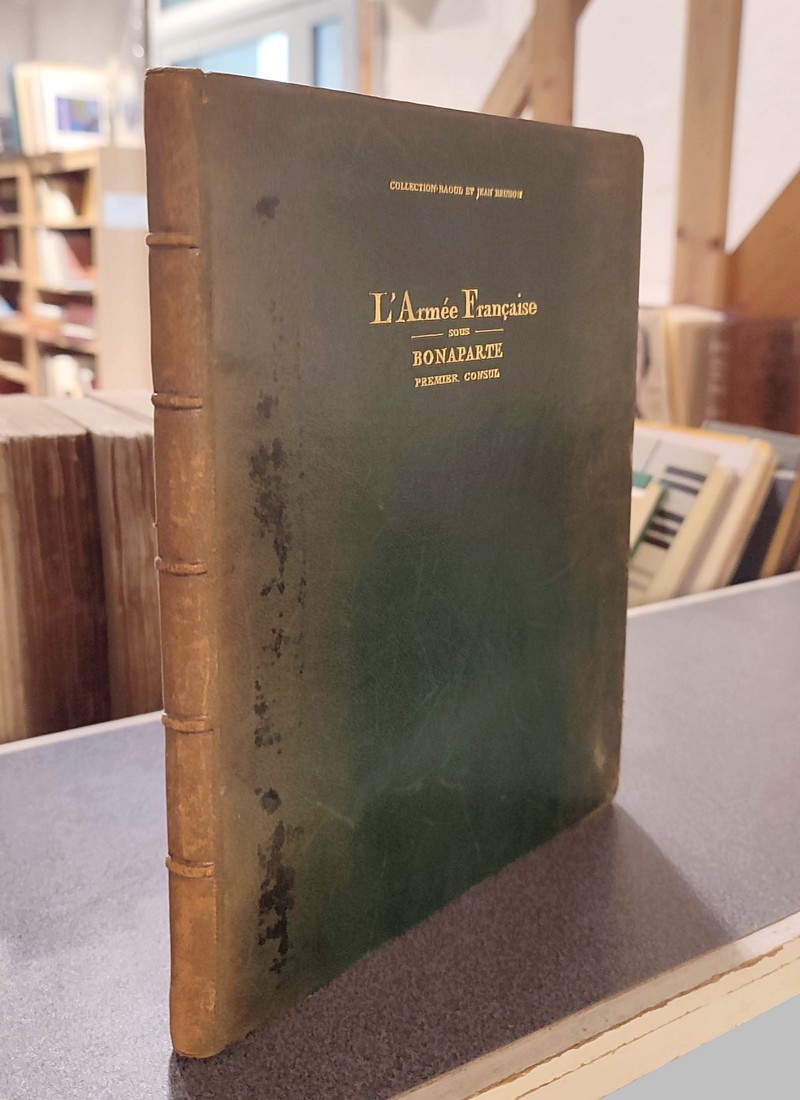 COLLECTION RAOUL ET JEAN BRUNON
L'Armée Française
SOUS
BONAPARTE
PREMIER CONSUL